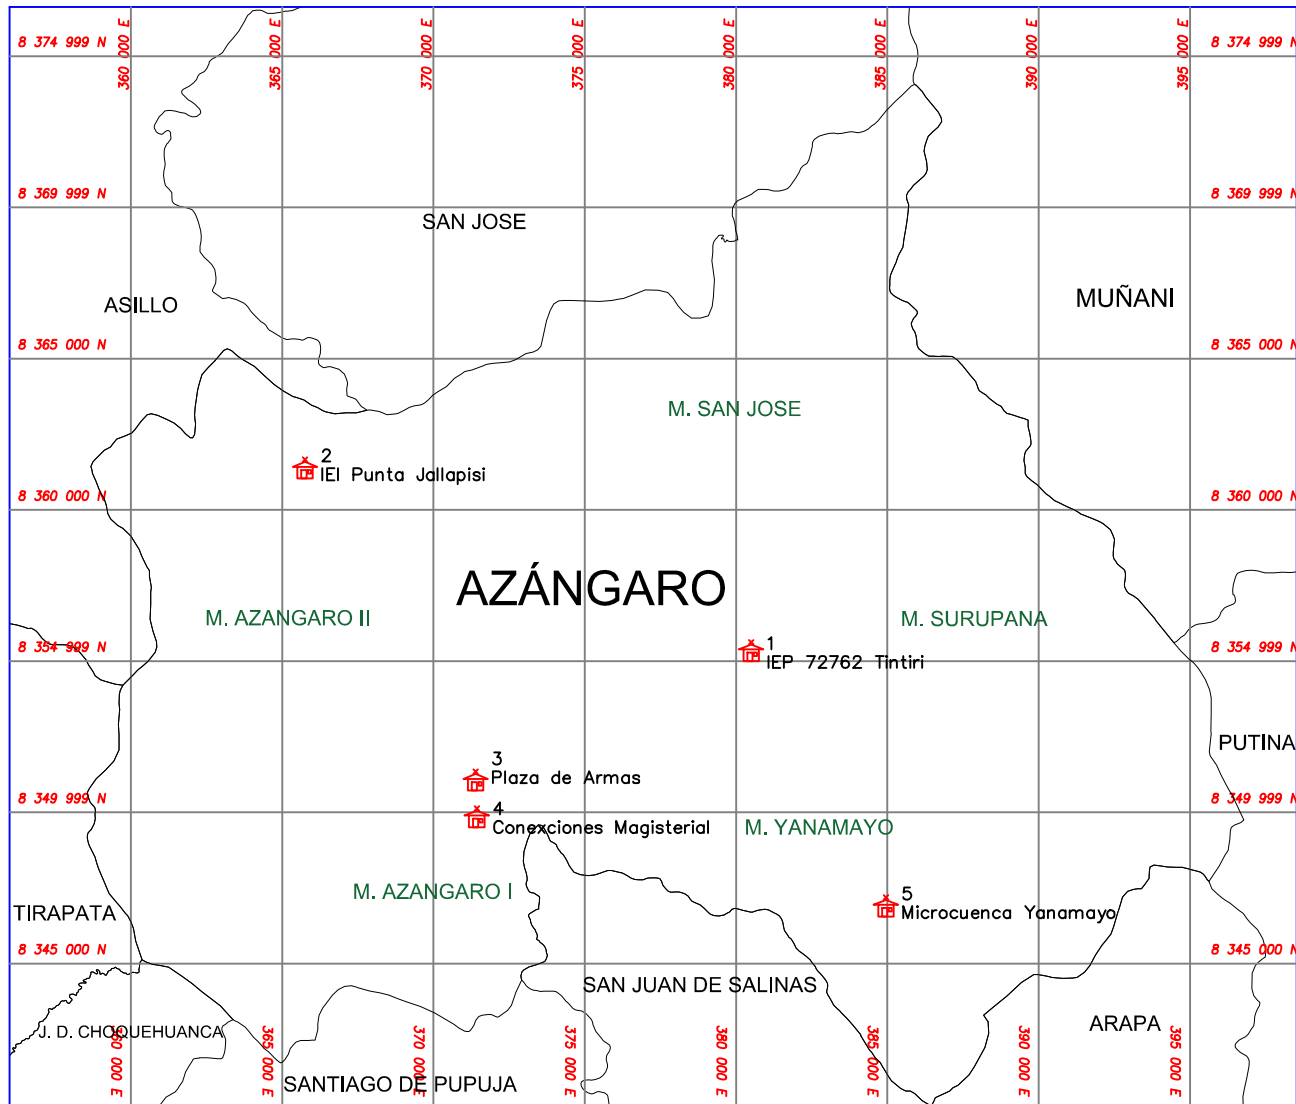 360 000 E
365 000 E
370 000 E
375 000 E
380 000 E
385 000 E
390 000 E
395 000 E
8 374 999 N
8 374 999 N
8 369 999 N
8 369 999 N
SAN JOSE
ASILLO
MUÑANI
8 365 000 N
8 365 000 N
M. SAN JOSE
2
IEI Punta Jallapisi
8 360 000 N
8 360 000 N
AZÁNGARO
M. AZANGARO II
M. SURUPANA
8 354 999 N
8 354 999 N
1
IEP 72762 Tintiri
PUTINA
3
Plaza de Armas
8 349 999 N
8 349 999 N
4
Conexciones Magisterial
M. YANAMAYO
M. AZANGARO I
5
Microcuenca Yanamayo
TIRAPATA
8 345 000 N
8 345 000 N
SAN JUAN DE SALINAS
ARAPA
J. D. CHOQUEHUANCA
SANTIAGO DE PUPUJA
360 000 E
365 000 E
370 000 E
375 000 E
380 000 E
385 000 E
390 000 E
395 000 E